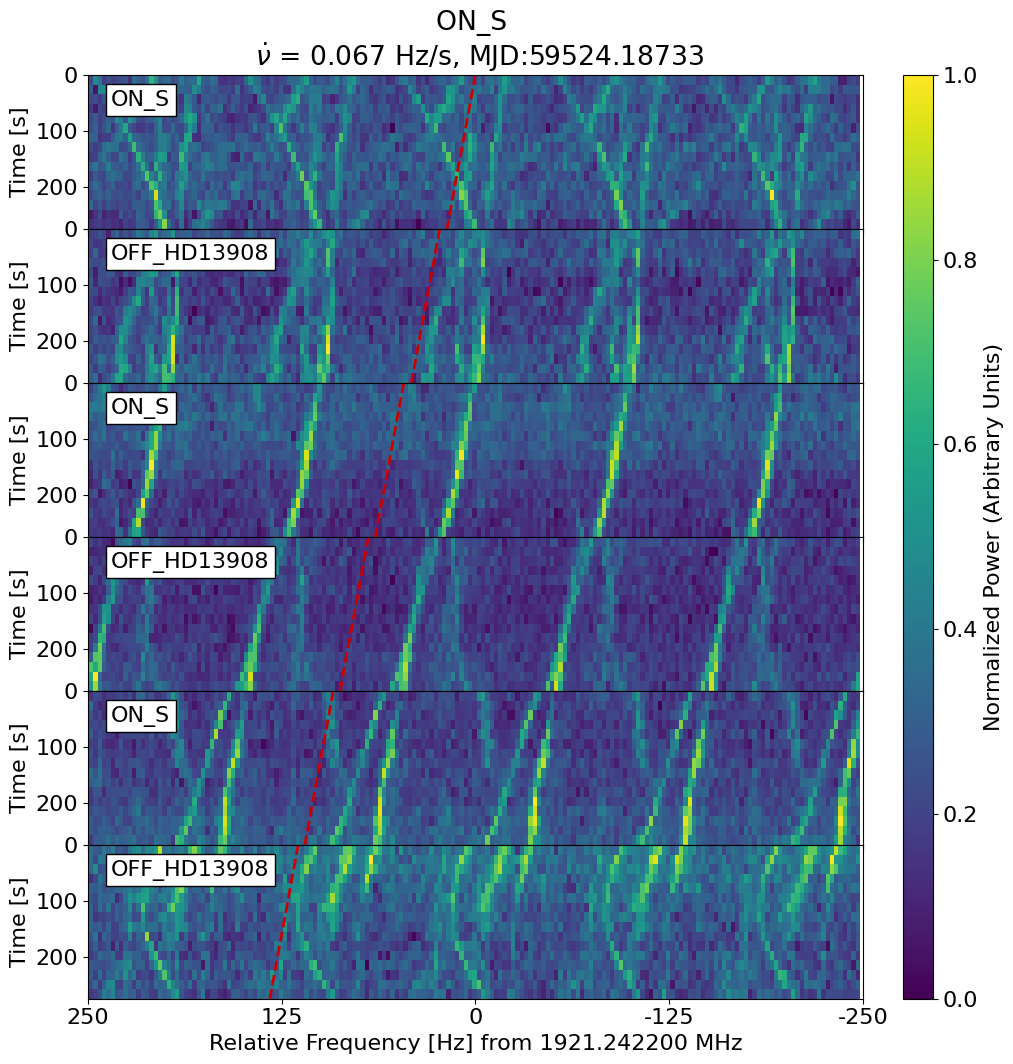 ON_S
ν̇ = 0.067 Hz/s, MJD:59524.18733
ON_S
OFF_HD13908
ON_S
OFF_HD13908
ON_S
OFF_HD13908
Time [s]
0
100
200
Time [s]
0
100
200
Time [s]
0
100
200
Time [s]
0
100
200
Time [s]
0
100
200
Time [s]
0
100
200
250 125 0 -125 -250
Relative Frequency [Hz] from 1921.242200 MHz
1.0
0.8
0.6
0.4
0.2
0.0
Normalized Power (Arbitrary Units)